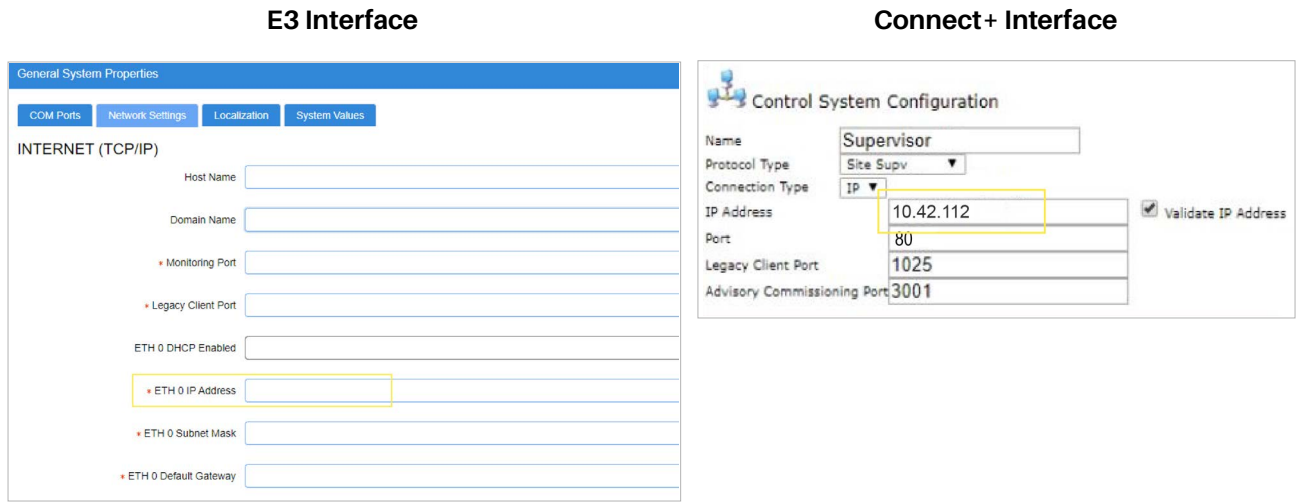 E3 Interface
Connect+ Interface
General System Properties
COM Ports Network Settings Localization System Values
INTERNET (TCP/IP)
Host Name
Domain Name
* Monitoring Port
* Legacy Client Port
ETH 0 DHCP Enabled
* ETH 0 IP Address
* ETH 0 Subnet Mask
* ETH 0 Default Gateway
Control System Configuration
Name Supervisor
Protocol Type Site Supv
Connection Type IP
IP Address 10.42.112 Validate IP Address
Port 80
Legacy Client Port 1025
Advisory Commissioning Port 3001